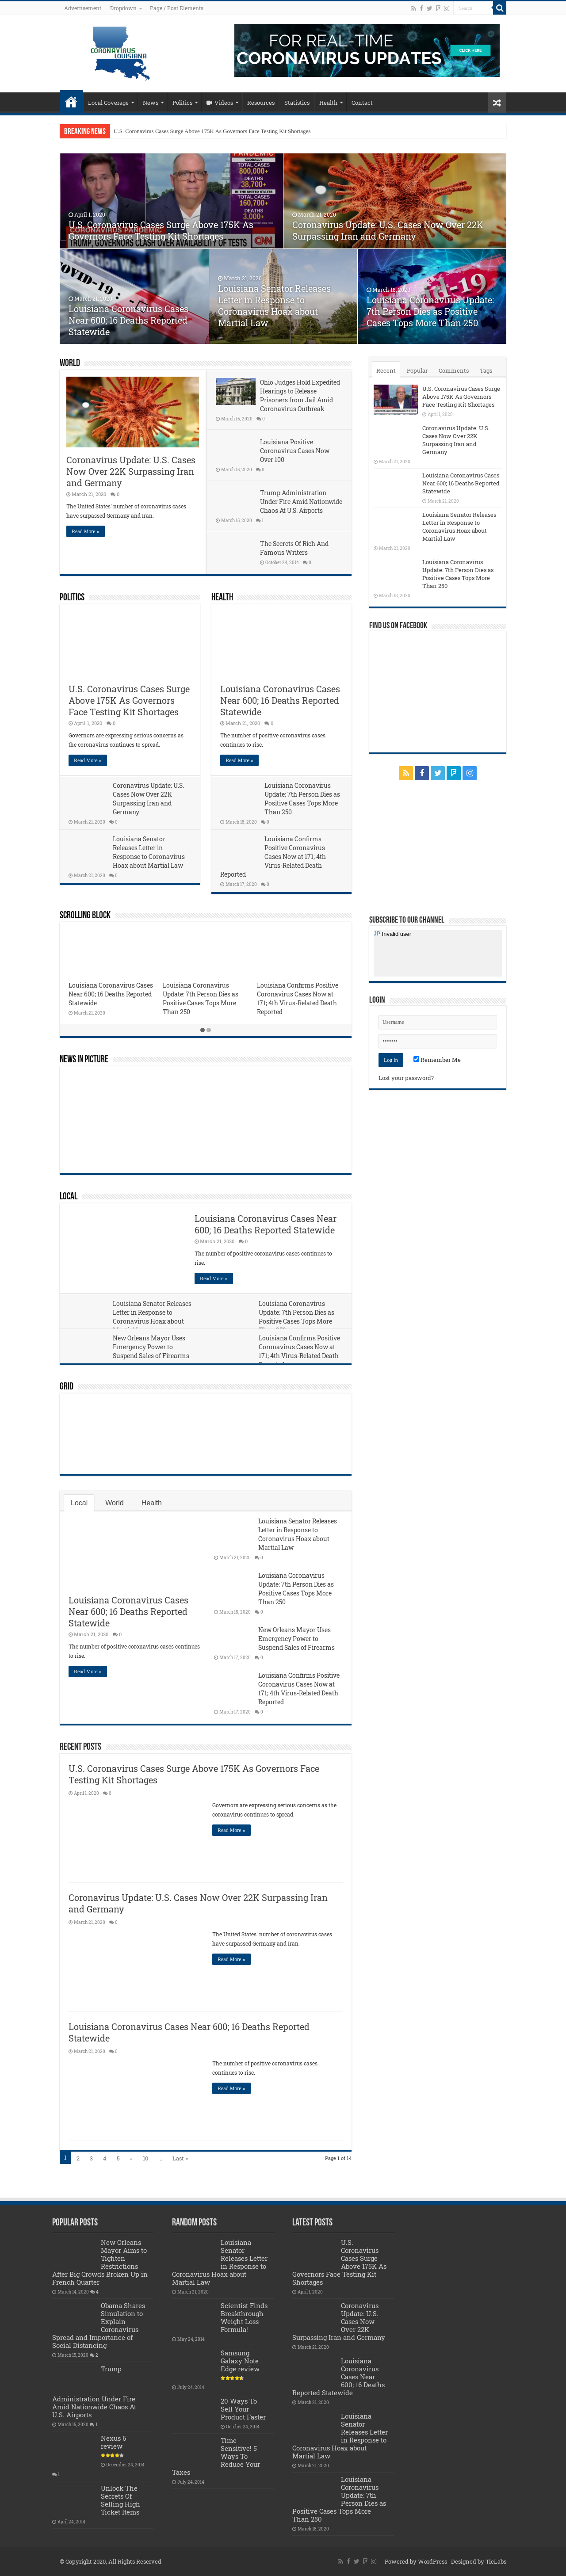 Advertisement Dropdown Page / Post Elements
Search
CORONAVIRUS
LOUISIANA
FOR REAL-TIME
CORONAVIRUS UPDATES
CLICK HERE
Local Coverage News Politics Videos Resources Statistics Health Contact
BREAKING NEWS
U.S. Coronavirus Cases Surge Above 175K As Governors Face Testing Kit Shortages
April 1, 2020
U.S. Coronavirus Cases Surge Above 175K As Governors Face Testing Kit Shortages
March 21, 2020
Coronavirus Update: U.S. Cases Now Over 22K Surpassing Iran and Germany
Louisiana Coronavirus Cases Near 600; 16 Deaths Reported Statewide
March 21, 2020
Louisiana Senator Releases Letter in Response to Coronavirus Hoax about Martial Law
March 18, 2020
Louisiana Coronavirus Update: 7th Person Dies as Positive Cases Tops More Than 250
WORLD
Coronavirus Update: U.S. Cases Now Over 22K Surpassing Iran and Germany
March 21, 2020 0
The United States' number of coronavirus cases have surpassed Germany and Iran.
Read More »
Ohio Judges Hold Expedited Hearings to Release Prisoners from Jail Amid Coronavirus Outbreak
March 16, 2020 0
Louisiana Positive Coronavirus Cases Now Over 100
March 15, 2020 0
Trump Administration Under Fire Amid Nationwide Chaos At U.S. Airports
March 15, 2020 1
The Secrets Of Rich And Famous Writers
October 24, 2014 0
Recent Popular Comments Tags
U.S. Coronavirus Cases Surge Above 175K As Governors Face Testing Kit Shortages
April 1, 2020
Coronavirus Update: U.S. Cases Now Over 22K Surpassing Iran and Germany
March 21, 2020
Louisiana Coronavirus Cases Near 600; 16 Deaths Reported Statewide
March 21, 2020
Louisiana Senator Releases Letter in Response to Coronavirus Hoax about Martial Law
March 21, 2020
Louisiana Coronavirus Update: 7th Person Dies as Positive Cases Tops More Than 250
March 18, 2020
FIND US ON FACEBOOK
SUBSCRIBE TO OUR CHANNEL
JP Invalid user
LOGIN
Username
Log in
Remember Me
Lost your password?
POLITICS
U.S. Coronavirus Cases Surge Above 175K As Governors Face Testing Kit Shortages
April 1, 2020 0
Governors are expressing serious concerns as the coronavirus continues to spread.
Read More »
Coronavirus Update: U.S. Cases Now Over 22K Surpassing Iran and Germany
March 21, 2020 0
Louisiana Senator Releases Letter in Response to Coronavirus Hoax about Martial Law
March 21, 2020 0
HEALTH
Louisiana Coronavirus Cases Near 600; 16 Deaths Reported Statewide
March 21, 2020 0
The number of positive coronavirus cases continues to rise.
Read More »
Louisiana Coronavirus Update: 7th Person Dies as Positive Cases Tops More Than 250
March 18, 2020 0
Louisiana Confirms Positive Coronavirus Cases Now at 171; 4th Virus-Related Death Reported
March 17, 2020 0
SCROLLING BLOCK
Louisiana Coronavirus Cases Near 600; 16 Deaths Reported Statewide
March 21, 2020
Louisiana Coronavirus Update: 7th Person Dies as Positive Cases Tops More Than 250
Louisiana Confirms Positive Coronavirus Cases Now at 171; 4th Virus-Related Death Reported
NEWS IN PICTURE
LOCAL
Louisiana Coronavirus Cases Near 600; 16 Deaths Reported Statewide
March 21, 2020 0
The number of positive coronavirus cases continues to rise.
Read More »
Louisiana Senator Releases Letter in Response to Coronavirus Hoax about
Louisiana Coronavirus Update: 7th Person Dies as Positive Cases Tops More
New Orleans Mayor Uses Emergency Power to Suspend Sales of Firearms
Louisiana Confirms Positive Coronavirus Cases Now at 171; 4th Virus-Related Death
GRID
Local World Health
Louisiana Coronavirus Cases Near 600; 16 Deaths Reported Statewide
March 21, 2020 0
The number of positive coronavirus cases continues to rise.
Read More »
Louisiana Senator Releases Letter in Response to Coronavirus Hoax about Martial Law
March 21, 2020 0
Louisiana Coronavirus Update: 7th Person Dies as Positive Cases Tops More Than 250
March 18, 2020 0
New Orleans Mayor Uses Emergency Power to Suspend Sales of Firearms
March 17, 2020 0
Louisiana Confirms Positive Coronavirus Cases Now at 171; 4th Virus-Related Death Reported
March 17, 2020 0
RECENT POSTS
U.S. Coronavirus Cases Surge Above 175K As Governors Face Testing Kit Shortages
April 1, 2020 0
Governors are expressing serious concerns as the coronavirus continues to spread.
Read More »
Coronavirus Update: U.S. Cases Now Over 22K Surpassing Iran and Germany
March 21, 2020 0
The United States' number of coronavirus cases have surpassed Germany and Iran.
Read More »
Louisiana Coronavirus Cases Near 600; 16 Deaths Reported Statewide
March 21, 2020 0
The number of positive coronavirus cases continues to rise.
Read More »
1 2 3 4 5 » 10 ... Last » Page 1 of 14
POPULAR POSTS
New Orleans Mayor Aims to Tighten Restrictions After Big Crowds Broken Up in French Quarter
March 14, 2020 4
Obama Shares Simulation to Explain Coronavirus Spread and Importance of Social Distancing
March 15, 2020 2
Trump Administration Under Fire Amid Nationwide Chaos At U.S. Airports
March 15, 2020 1
Nexus 6 review
December 24, 2014
1
Unlock The Secrets Of Selling High Ticket Items
April 24, 2014
RANDOM POSTS
Louisiana Senator Releases Letter in Response to Coronavirus Hoax about Martial Law
March 21, 2020
Scientist Finds Breakthrough Weight Loss Formula!
May 24, 2014
Samsung Galaxy Note Edge review
July 24, 2014
20 Ways To Sell Your Product Faster
October 24, 2014
Time Sensitive! 5 Ways To Reduce Your Taxes
July 24, 2014
LATEST POSTS
U.S. Coronavirus Cases Surge Above 175K As Governors Face Testing Kit Shortages
April 1, 2020
Coronavirus Update: U.S. Cases Now Over 22K Surpassing Iran and Germany
March 21, 2020
Louisiana Coronavirus Cases Near 600; 16 Deaths Reported Statewide
March 21, 2020
Louisiana Senator Releases Letter in Response to Coronavirus Hoax about Martial Law
March 21, 2020
Louisiana Coronavirus Update: 7th Person Dies as Positive Cases Tops More Than 250
March 18, 2020
© Copyright 2020, All Rights Reserved
Powered by WordPress | Designed by TieLabs